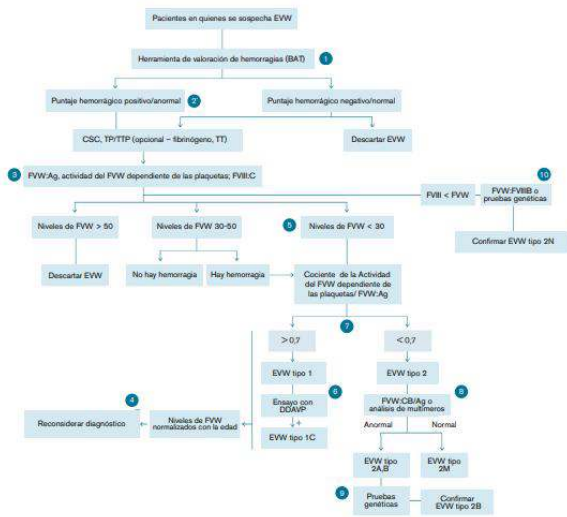 Pacientes en quienes se sospecha EVW
Herramienta de valoración de hemorragias (BAT)
1
Puntaje hemorrágico positivo/anormal
2
Puntaje hemorrágico negativo/normal
CSC, TP/TTP (opcional – fibrinógeno, TT)
Descartar EVW
3
FVW:Ag, actividad del FVW dependiente de las plaquetas; FVIII:C
10
FVIII < FVW
FVW:FVIIIB o
pruebas genéticas
Niveles de FVW > 50
Niveles de FVW 30-50
5
Niveles de FVW < 30
Confirmar EVW tipo 2N
Descartar EVW
No hay hemorragia
Hay hemorragia
Cociente de la Actividad
del FVW dependiente de
las plaquetas/ FVW:Ag
7
> 0,7
< 0,7
EVW tipo 1
EVW tipo 2
6
8
Ensayo con
DDAVP
FVW:CB/Ag o
análisis de multímeros
4
Reconsiderar diagnóstico
Niveles de FVW
normalizados con la edad
+
EVW tipo 1C
Anormal
Normal
EVW tipo
2A,B
EVW tipo
2M
9
Pruebas
genéticas
Confirmar
EVW tipo 2B